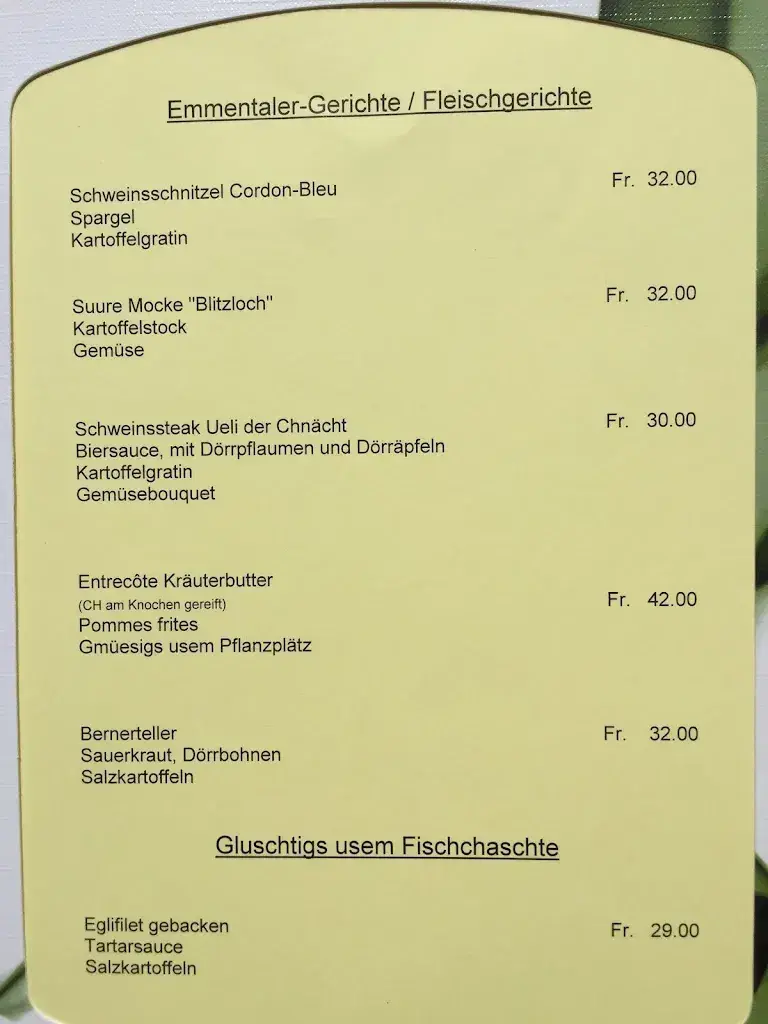 Emmentaler-Gerichte / Fleischgerichte
Schweinsschnitzel Cordon-Bleu Fr. 32.00
Spargel
Kartoffelgratin
Suure Mocke "Blitzloch" Fr. 32.00
Kartoffelstock
Gemüse
Schweinssteak Ueli der Chnächt Fr. 30.00
Biersauce, mit Dörrpflaumen und Dörräpfeln
Kartoffelgratin
Gemüsebouquet
Entrecôte Kräuterbutter
(CH am Knochen gereift) Fr. 42.00
Pommes frites
Gmüesigs usem Pflanzplätz
Bernerteller Fr. 32.00
Sauerkraut, Dörrbohnen
Salzkartoffeln
Gluschtigs usem Fischchaschte
Eglifilet gebacken Fr. 29.00
Tartarsauce
Salzkartoffeln